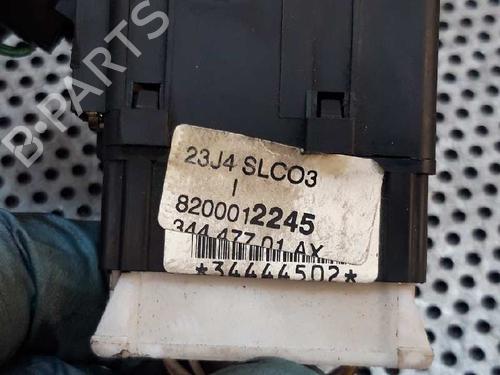 B-PARTS
23J4 SLCO3
I
8200012245
344 477 01 AX
*34444502*